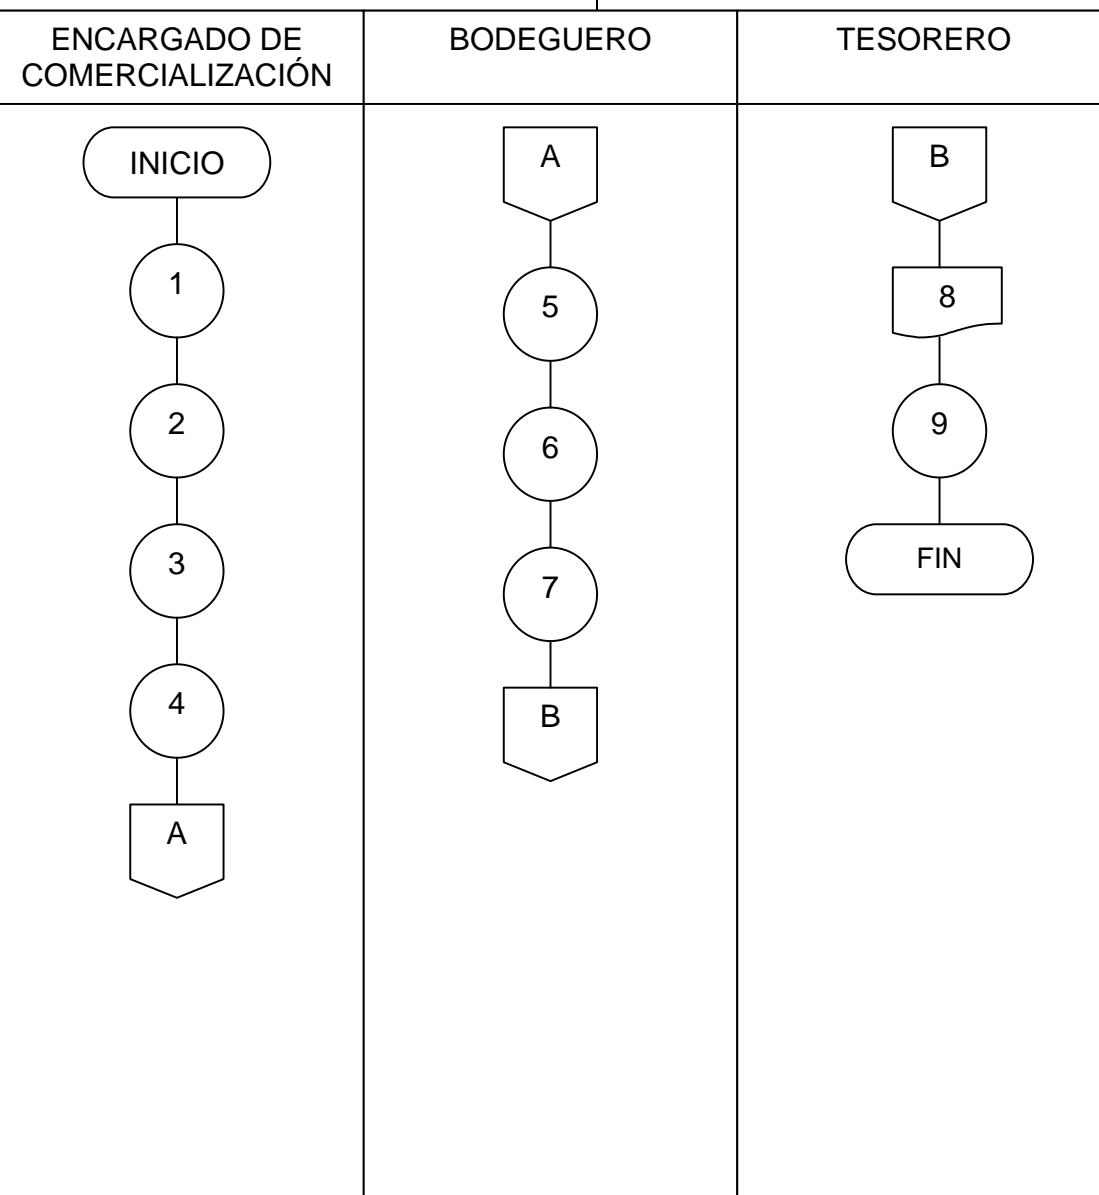 ENCARGADO DE
COMERCIALIZACIÓN
BODEGUERO
TESORERO
INICIO
1
2
3
4
A
A
5
6
7
B
B
8
9
FIN